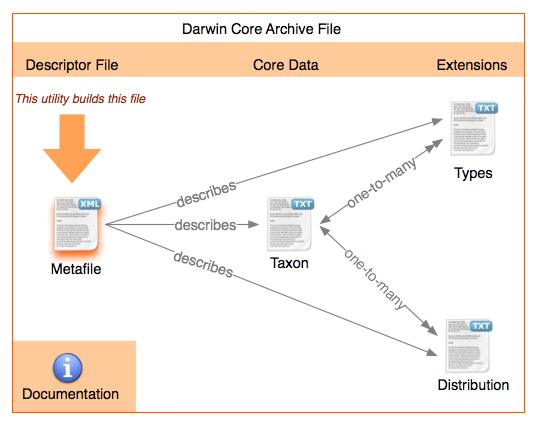 Darwin Core Archive File
Descriptor File
Core Data
Extensions
This utility builds this file
TXT
Types
describes
one-to-many
XML
Metafile
describes
TXT
Taxon
describes
one-to-many
TXT
Distribution
i
Documentation